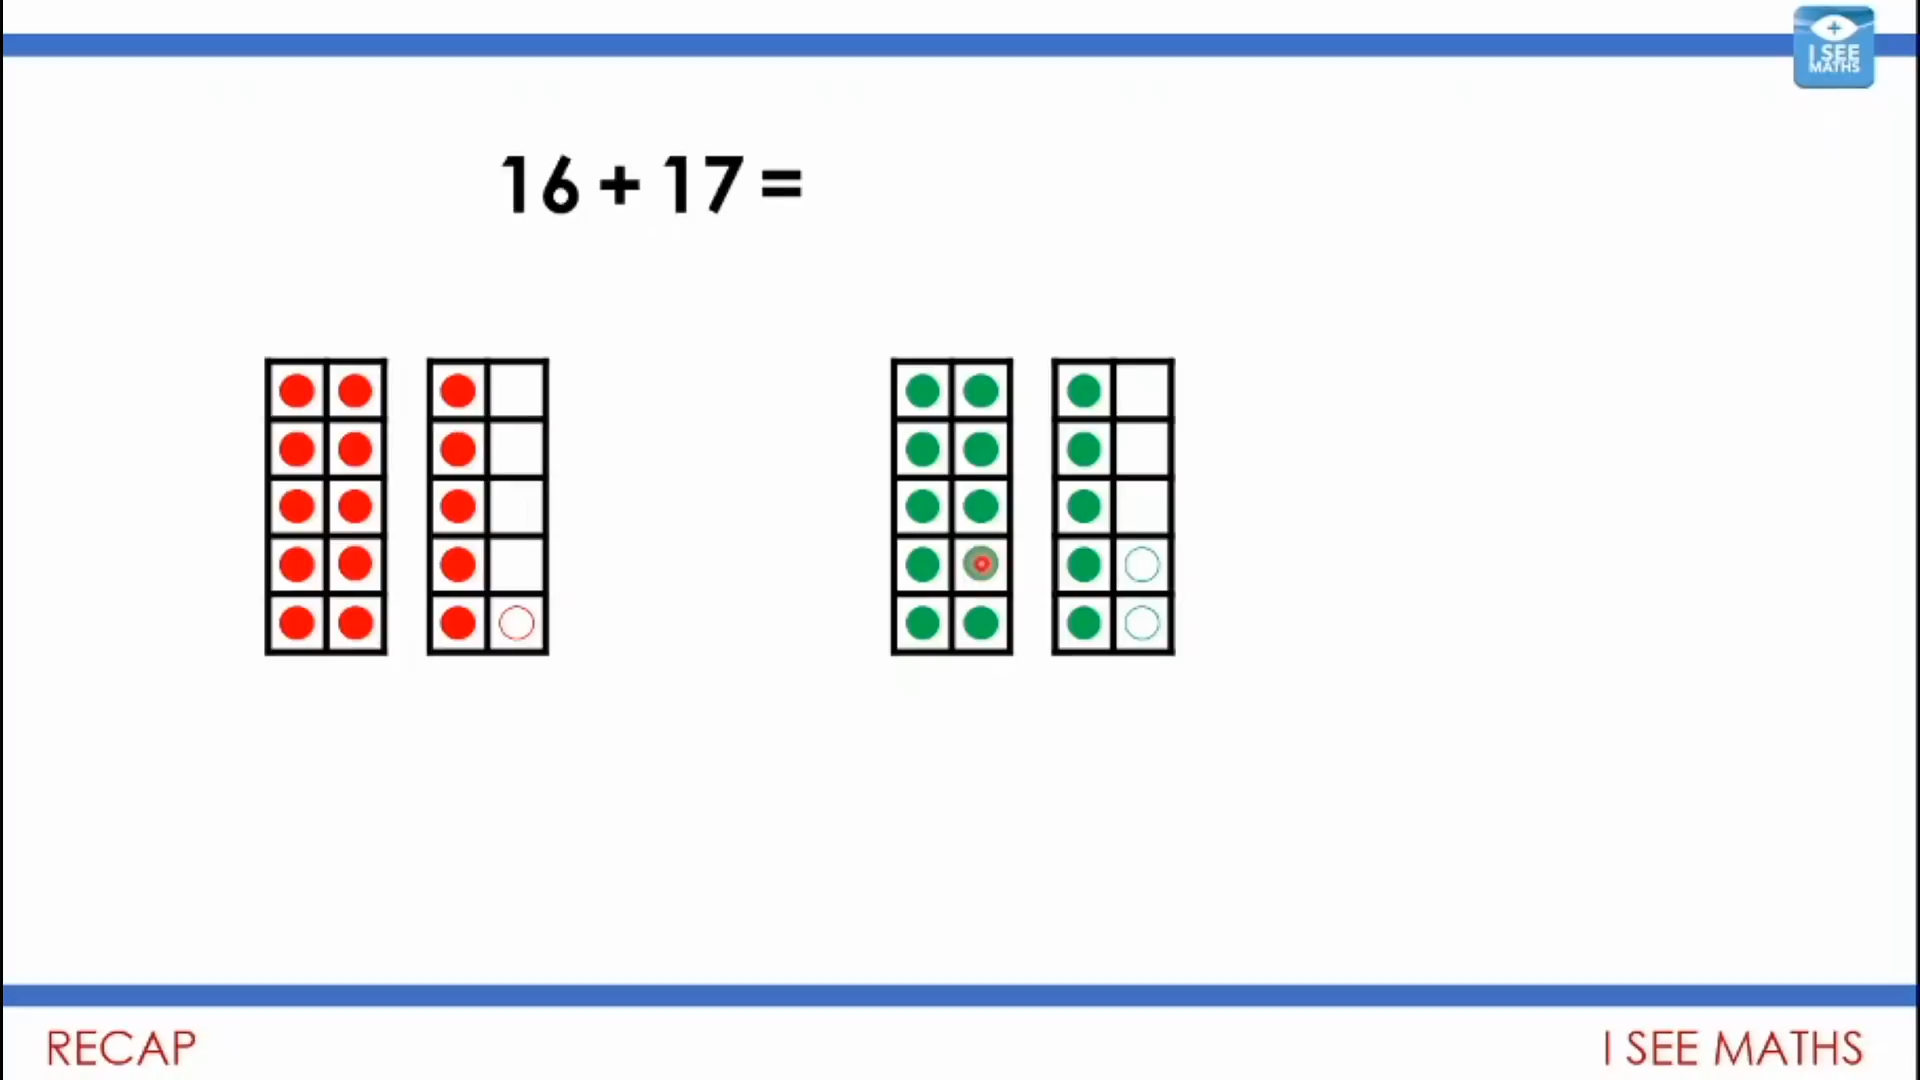 I SEE
MATHS
16 + 17 =
RECAP
I SEE MATHS